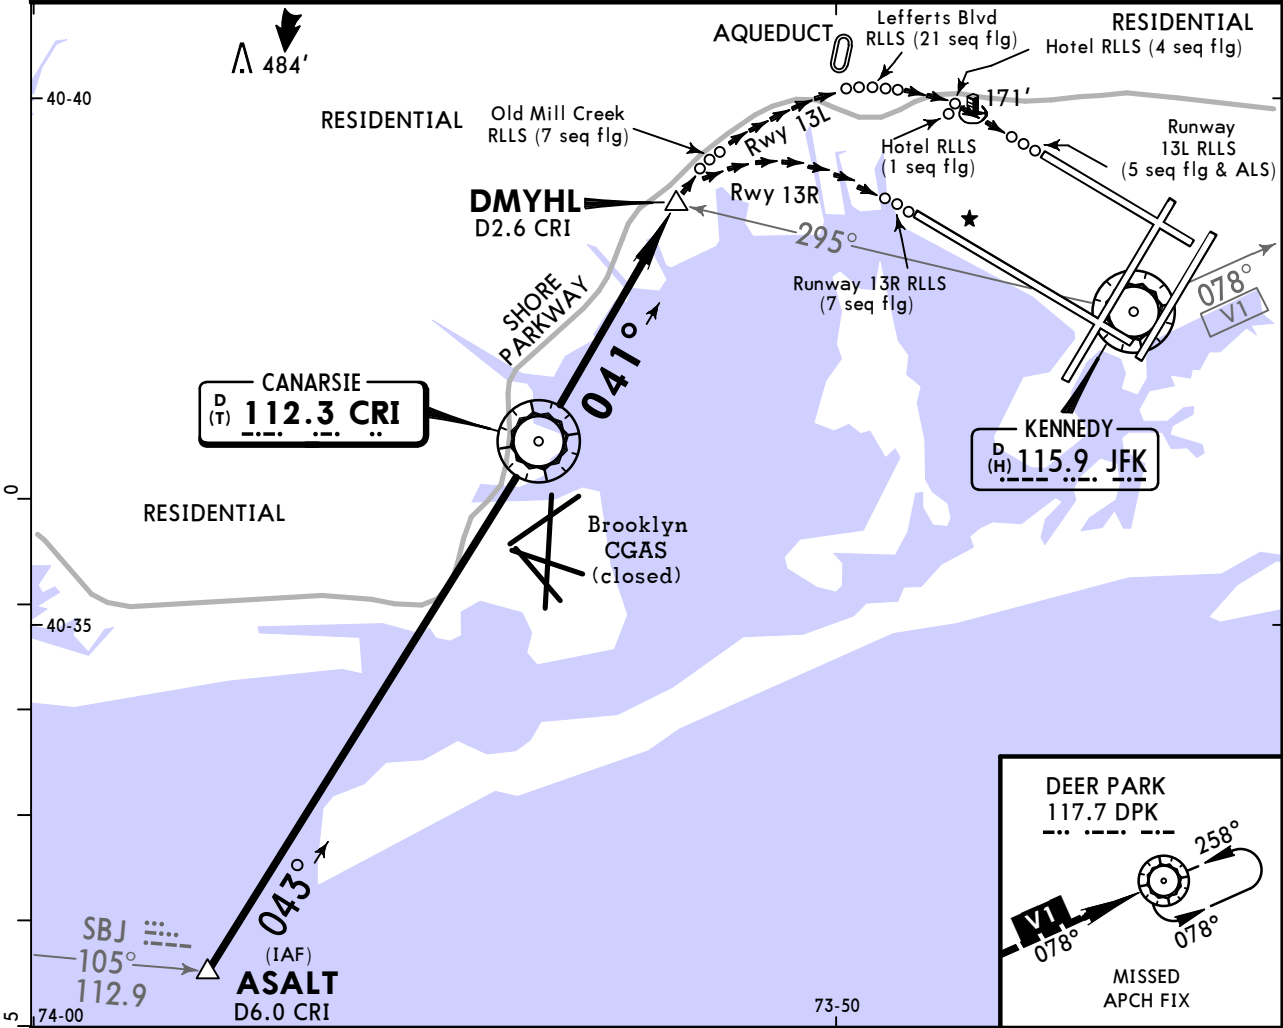 484'
AQUEDUCT
Lefferts Blvd
RLLS (21 seq flg)
RESIDENTIAL
Hotel RLLS (4 seq flg)
40-40
RESIDENTIAL
Old Mill Creek
RLLS (7 seq flg)
Rwy 13L
171'
Hotel RLLS
(1 seq flg)
Runway
13L RLLS
(5 seq flg & ALS)
DMYHL
D2.6 CRI
Rwy 13R
295°
Runway 13R RLLS
(7 seq flg)
078°
V1
SHORE
PARKWAY
041°
CANARSIE
D
(T) 112.3 CRI
KENNEDY
D
(H) 115.9 JFK
0
RESIDENTIAL
Brooklyn
CGAS
(closed)
40-35
043°
SBJ
105°
112.9
(IAF)
ASALT
D6.0 CRI
5
74-00
73-50
DEER PARK
117.7 DPK
258°
V1
078°
078°
MISSED
APCH FIX